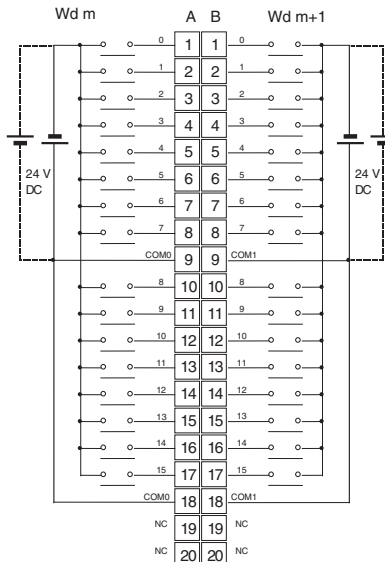 Wd m A B Wd m+1
0 1 1 0
1 2 2 1
2 3 3 2
3 4 4 3
4 5 5 4
24 V DC 24 V DC
5 6 6 5
6 7 7 6
7 8 8 7
COM0 9 9 COM1
8 10 10 8
9 11 11 9
10 12 12 10
11 13 13 11
12 14 14 12
13 15 15 13
14 16 16 14
15 17 17 15
COM0 18 18 COM1
NC 19 19 NC
NC 20 20 NC